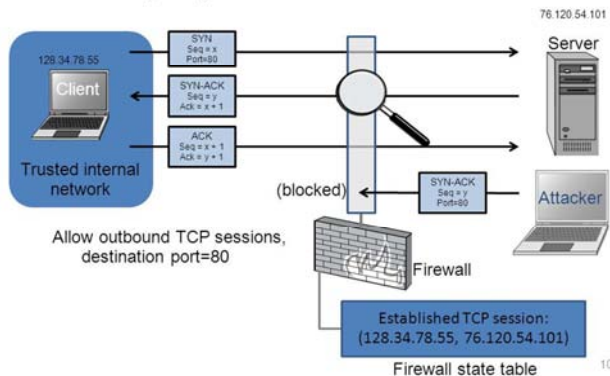 76.120.54.101
SYN
Seq = x
Port=80
Server
128.34.78.55
Client
SYN-ACK
Seq = y
Ack = x + 1
ACK
Seq = x + 1
Ack = y + 1
Trusted internal
network
(blocked)
SYN-ACK
Seq = y
Port=80
Attacker
Allow outbound TCP sessions,
destination port=80
Firewall
Established TCP session:
(128.34.78.55, 76.120.54.101)
Firewall state table